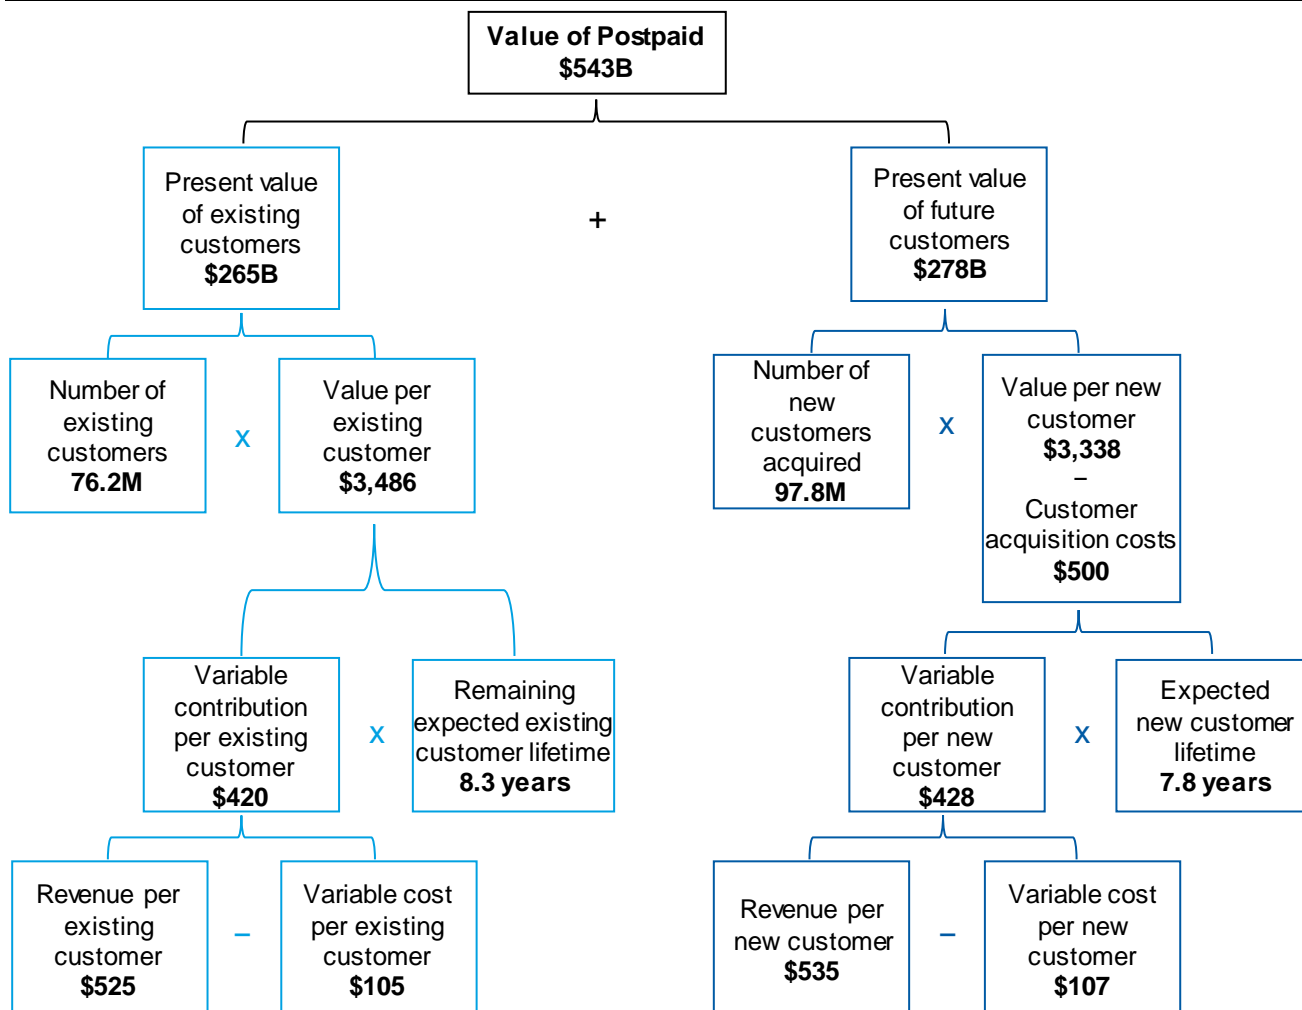 Value of Postpaid
$543B
Present value
of existing
customers
$265B
+
Present value
of future
customers
$278B
Number of
existing
customers
76.2M
x
Value per
existing
customer
$3,486
Number of
new
customers
acquired
97.8M
x
Value per new
customer
$3,338
–
Customer
acquisition costs
$500
Variable
contribution
per existing
customer
$420
x
Remaining
expected existing
customer lifetime
8.3 years
Variable
contribution
per new
customer
$428
x
Expected
new customer
lifetime
7.8 years
Revenue per
existing
customer
$525
–
Variable cost
per existing
customer
$105
Revenue per
new customer
$535
–
Variable cost
per new
customer
$107